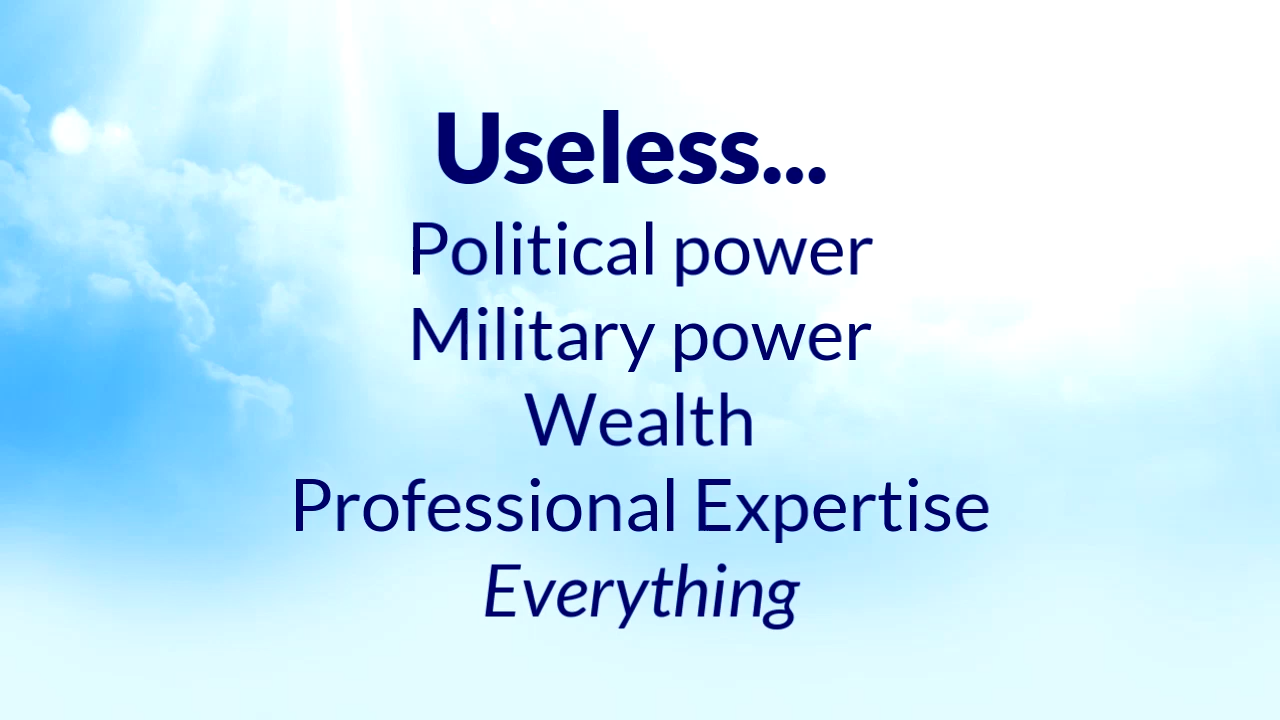 Useless...
Political power
Military power
Wealth
Professional Expertise
Everything